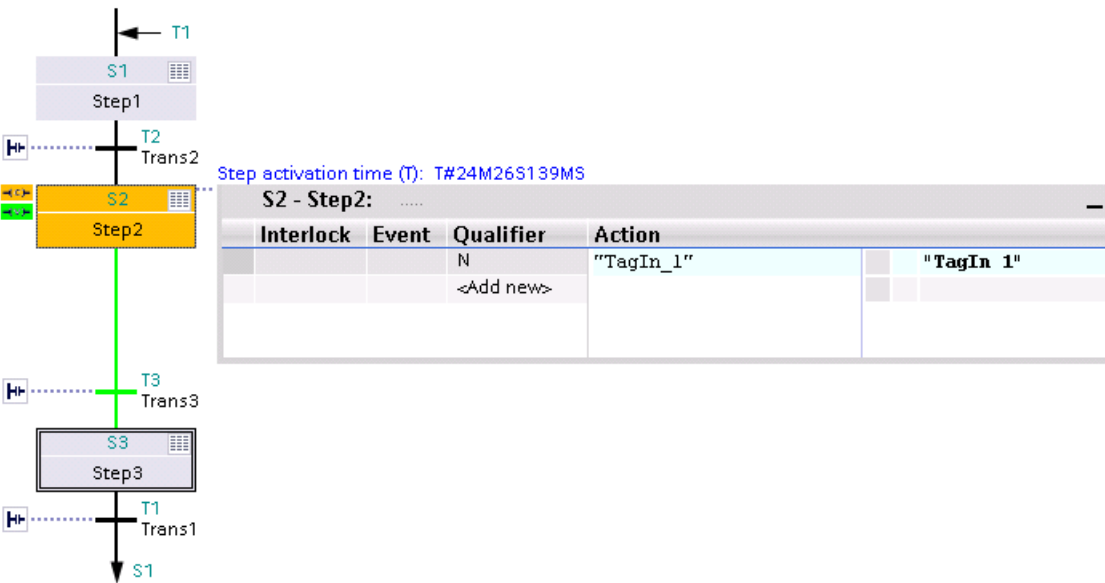 T1
S1
Step1
T2
Trans2
Step activation time (T): T#24M26S139MS
S2
Step2
S2 - Step2: .....
Interlock Event Qualifier Action
N "TagIn_1" "TagIn 1"
<Add new>
T3
Trans3
S3
Step3
T1
Trans1
S1